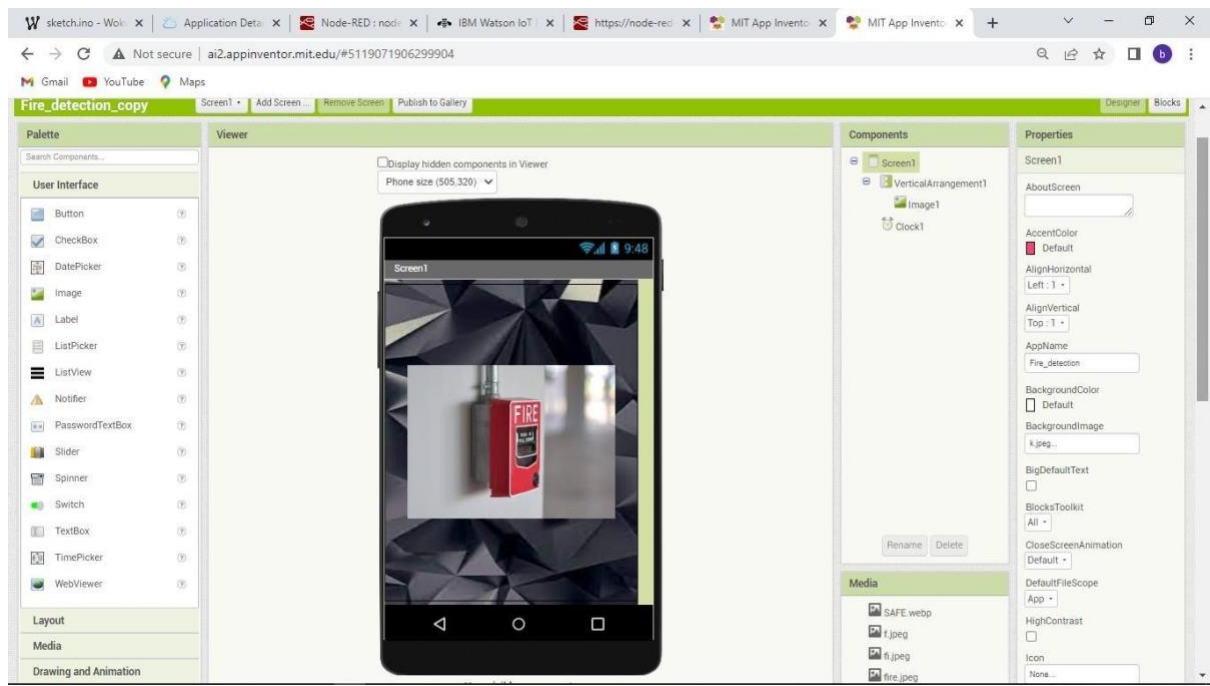 sketch.ino - Wok
Application Detai
Node-RED : node
IBM Watson IoT
https://node-red
MIT App Invento
MIT App Invento
Not secure | ai2.appinventor.mit.edu/#5119071906299904
b
Gmail YouTube Maps
Fire_detection_copy Screen1 Add Screen ... Remove Screen Publish to Gallery Designer Blocks
Palette
Search Components...
User Interface
Button
CheckBox
DatePicker
Image
Label
ListPicker
ListView
Notifier
PasswordTextBox
Slider
Spinner
Switch
TextBox
TimePicker
WebViewer
Layout
Media
Drawing and Animation
Viewer
Display hidden components in Viewer
Phone size (505,320)
9:48
Screen1
FIRE
Components
Screen1
VerticalArrangement1
Image1
Clock1
Rename Delete
Media
SAFE.webp
f.jpeg
fi.jpeg
fire.jpeg
Properties
Screen1
AboutScreen
AccentColor
Default
AlignHorizontal
Left : 1
AlignVertical
Top : 1
AppName
Fire_detection
BackgroundColor
Default
BackgroundImage
k.jpeg...
BigDefaultText
BlocksToolkit
All
CloseScreenAnimation
Default
DefaultFileScope
App
HighContrast
Icon
None...